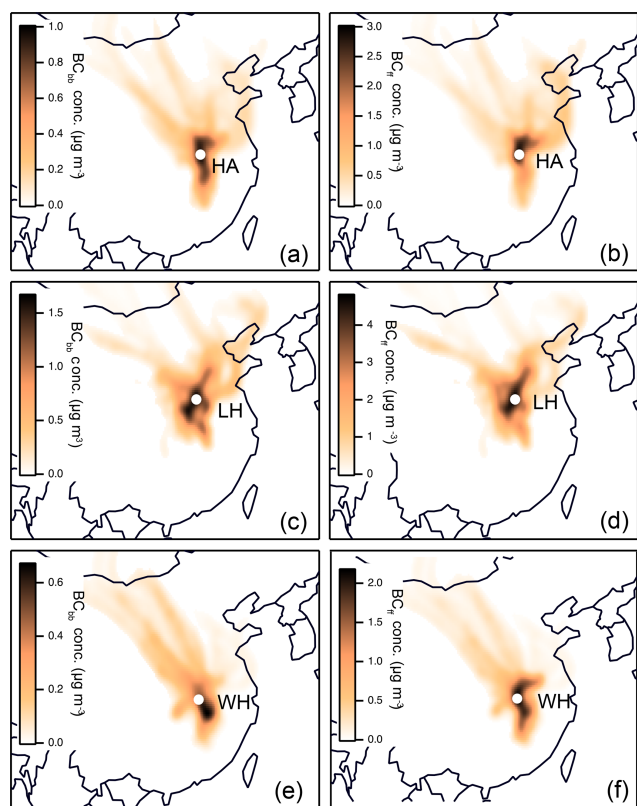 1.0
0.8
0.6
0.4
0.2
0.0
BC_bb conc. (µg m⁻³)
HA
(a)
3.0
2.5
2.0
1.5
1.0
0.5
0.0
BC_ff conc. (µg m⁻³)
HA
(b)
1.5
1.0
0.5
0.0
BC_bb conc. (µg m³)
LH
(c)
4
3
2
1
0
BC_ff conc. (µg m⁻³)
LH
(d)
0.6
0.4
0.2
0.0
BC_bb conc. (µg m⁻³)
WH
(e)
2.0
1.5
1.0
0.5
0.0
BC_ff conc. (µg m⁻³)
WH
(f)